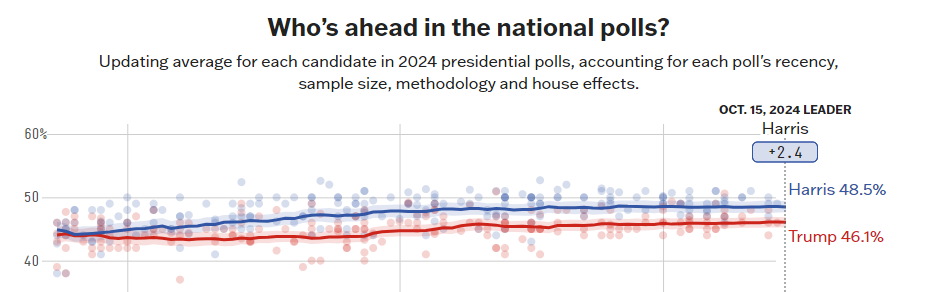 Who’s ahead in the national polls?
Updating average for each candidate in 2024 presidential polls, accounting for each poll’s recency,
sample size, methodology and house effects.
OCT. 15, 2024 LEADER
Harris
60%
+2.4
50
Harris 48.5%
Trump 46.1%
40